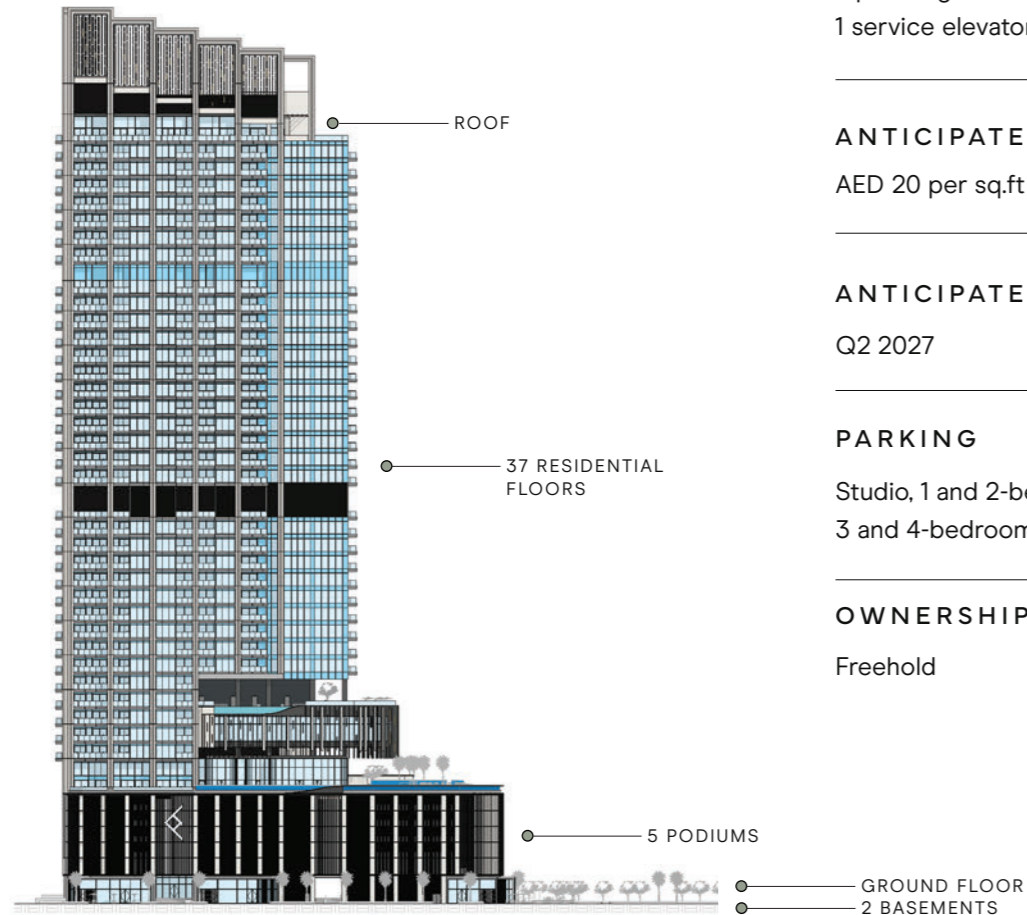 1 service elevator
ANTICIPATE
AED 20 per sq.ft
ANTICIPATE
Q2 2027
PARKING
Studio, 1 and 2-be
3 and 4-bedroom
OWNERSHIP
Freehold
ROOF
37 RESIDENTIAL
FLOORS
5 PODIUMS
GROUND FLOOR
2 BASEMENTS